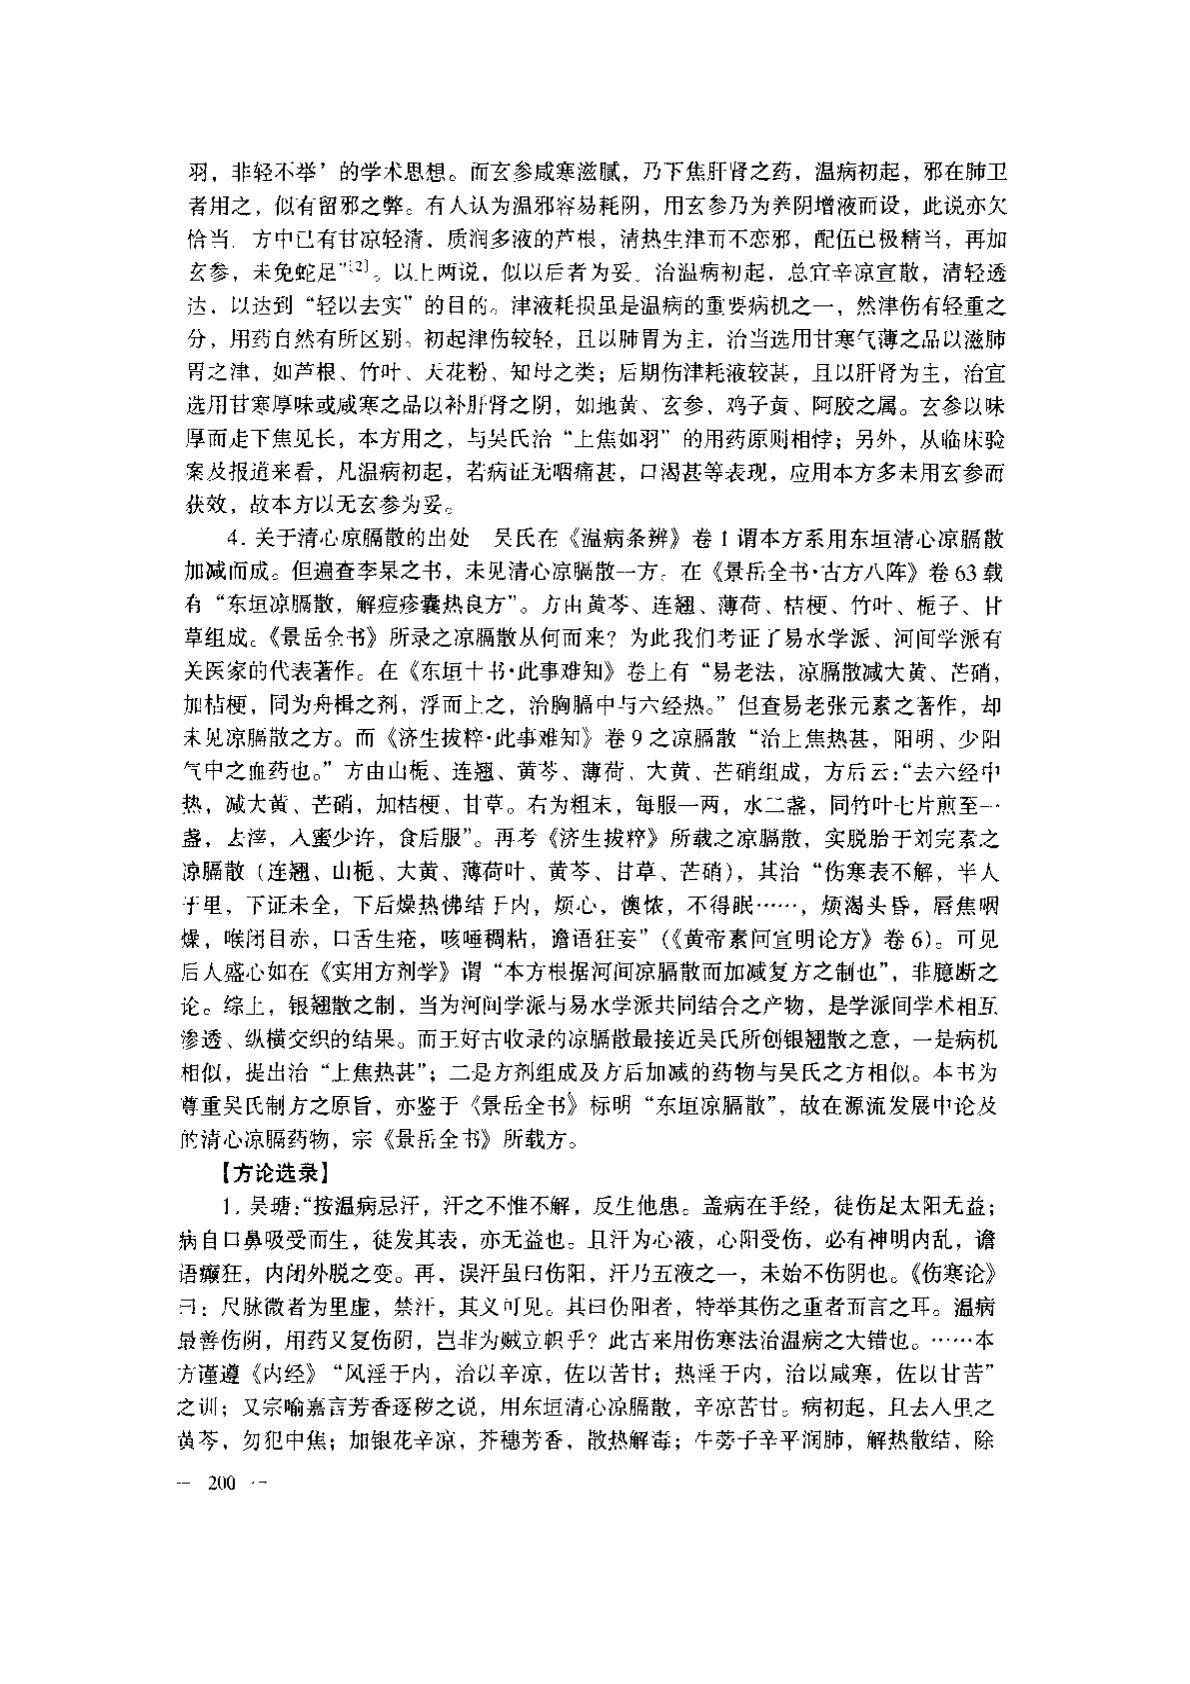 羽，非轻不举’的学术思想。而玄参咸寒滋腻，乃下焦肝肾之药，温病初起，邪在肺卫
者用之，似有留邪之弊。有人认为温邪容易耗阴，用玄参乃为养阴增液而设，此说亦欠
恰当．方中已有甘凉轻清、质润多液的芦根，清热生津而不恋邪，配伍已极精当，再加
玄参，未免蛇足”[2]。以上两说，似以后者为妥。治温病初起，总宜辛凉宣散，清轻透
达，以达到“轻以去实”的目的。津液耗损虽是温病的重要病机之一，然津伤有轻重之
分，用药自然有所区别。初起津伤较轻，且以肺胃为主，治当选用甘寒气薄之品以滋肺
胃之津，如芦根、竹叶、天花粉、知母之类；后期伤津耗液较甚，且以肝肾为主，治宜
选用甘寒厚味或咸寒之品以补肝肾之阴，如地黄、玄参、鸡子黄、阿胶之属。玄参以味
厚而走下焦见长，本方用之，与吴氏治“上焦如羽”的用药原则相悖；另外，从临床验
案及报道来看，凡温病初起，若病证无咽痛甚，口渴甚等表现，应用本方多未用玄参而
获效，故本方以无玄参为妥。
4. 关于清心凉膈散的出处　吴氏在《温病条辨》卷 1 谓本方系用东垣清心凉膈散
加减而成。但遍查李杲之书，未见清心凉膈散一方。在《景岳全书·古方八阵》卷 63 载
有“东垣凉膈散，解痘疹囊热良方”。方由黄芩、连翘、薄荷、桔梗、竹叶、栀子、甘
草组成。《景岳全书》所录之凉膈散从何而来？为此我们考证了易水学派、河间学派有
关医家的代表著作。在《东垣十书·此事难知》卷上有“易老法，凉膈散减大黄、芒硝，
加桔梗，同为舟楫之剂，浮而上之，治胸膈中与六经热。”但查易老张元素之著作，却
未见凉膈散之方。而《济生拔粹·此事难知》卷 9 之凉膈散“治上焦热甚，阳明、少阳
气中之血药也。”方由山栀、连翘、黄芩、薄荷、大黄、芒硝组成，方后云：“去六经中
热，减大黄、芒硝，加桔梗、甘草。右为粗末，每服一两，水二盏，同竹叶七片煎至一
盏，去滓，入蜜少许，食后服”。再考《济生拔粹》所载之凉膈散，实脱胎于刘完素之
凉膈散（连翘、山栀、大黄、薄荷叶、黄芩、甘草、芒硝），其治“伤寒表不解，半人
于里，下证未全，下后燥热怫结于内，烦心，懊侬，不得眠……，烦渴头昏，唇焦咽
燥，喉闭目赤，口舌生疮，咳唾稠粘，谵语狂妄”（《黄帝素问宣明论方》卷 6）。可见
后人盛心如在《实用方剂学》谓“本方根据河间凉膈散而加减复方之制也”，非臆断之
论。综上，银翘散之制，当为河间学派与易水学派共同结合之产物，是学派间学术相互
渗透、纵横交织的结果。而王好古收录的凉膈散最接近吴氏所创银翘散之意，一是病机
相似，提出治“上焦热甚”；二是方剂组成及方后加减的药物与吴氏之方相似。本书为
尊重吴氏制方之原旨，亦鉴于《景岳全书》标明“东垣凉膈散”，故在源流发展中论及
的清心凉膈药物，宗《景岳全书》所载方。
【方论选录】
1. 吴瑭：“按温病忌汗，汗之不惟不解，反生他患。盖病在手经，徒伤足太阳无益；
病自口鼻吸受而生，徒发其表，亦无益也。且汗为心液，心阳受伤，必有神明内乱，谵
语癫狂，内闭外脱之变。再，误汗虽曰伤阳，汗乃五液之一，未始不伤阴也。《伤寒论》
曰：尺脉微者为里虚，禁汗，其义可见。其曰伤阳者，特举其伤之重者而言之耳。温病
最善伤阴，用药又复伤阴，岂非为贼立帜乎？此古来用伤寒法治温病之大错也。……本
方谨遵《内经》“风淫于内，治以辛凉，佐以苦甘；热淫于内，治以咸寒，佐以甘苦”
之训；又宗喻嘉言芳香逐秽之说，用东垣清心凉膈散，辛凉苦甘。病初起，且去人里之
黄芩，勿犯中焦；加银花辛凉，芥穗芳香，散热解毒；牛蒡子辛平润肺，解热散结，除
— 200 —